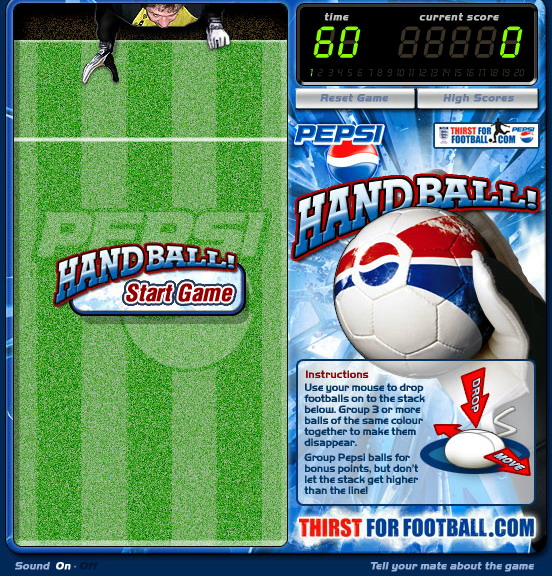 time
current score
60
0
1 2 3 4 5 6 7 8 9 10 11 12 13 14 15 16 17 18 19 20
Reset Game
High Scores
PEPSI
THIRST FOR
FOOTBALL.COM
PEPSI
HANDBALL!
PEPSI
HANDBALL!
Start Game
Instructions
Use your mouse to drop
footballs on to the stack
below. Group 3 or more
balls of the same colour
together to make them
disappear.
Group Pepsi balls for
bonus points, but don't
let the stack get higher
than the line!
DROP
MOVE
THIRST FOR FOOTBALL.COM
Sound On · Off
Tell your mate about the game